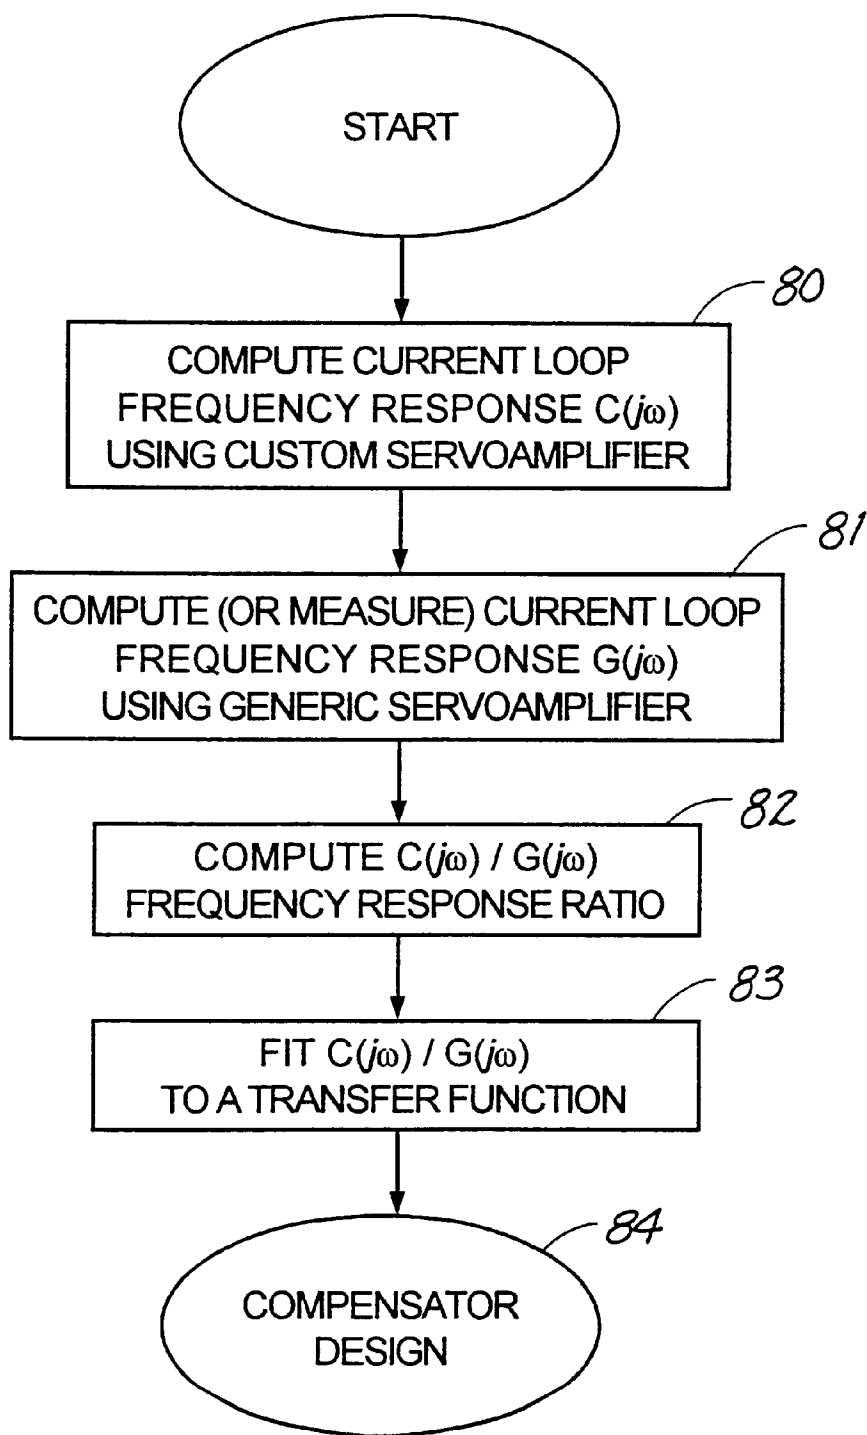 START
80
COMPUTE CURRENT LOOP
FREQUENCY RESPONSE C(jω)
USING CUSTOM SERVOAMPLIFIER
81
COMPUTE (OR MEASURE) CURRENT LOOP
FREQUENCY RESPONSE G(jω)
USING GENERIC SERVOAMPLIFIER
82
COMPUTE C(jω) / G(jω)
FREQUENCY RESPONSE RATIO
83
FIT C(jω) / G(jω)
TO A TRANSFER FUNCTION
84
COMPENSATOR
DESIGN